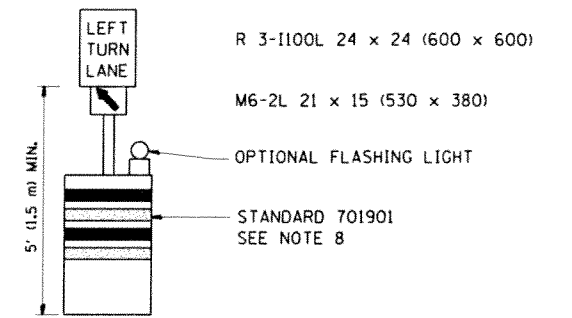 LEFT
TURN
LANE
R 3-I100L 24 x 24 (600 x 600)
M6-2L 21 x 15 (530 x 380)
OPTIONAL FLASHING LIGHT
5' (1.5 m) MIN.
STANDARD 701901
SEE NOTE 8